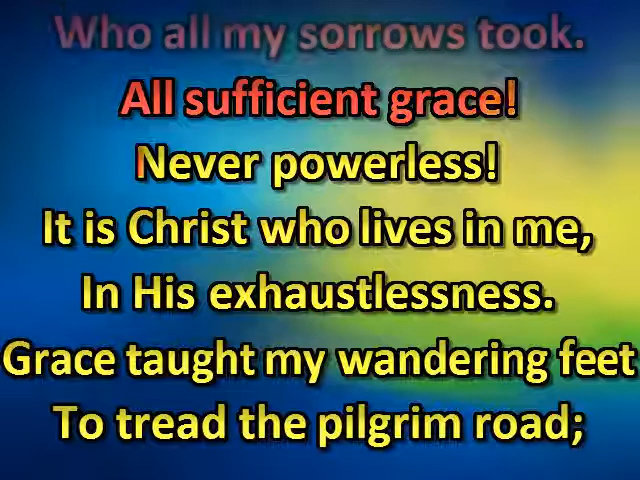 Who all my sorrows took.
All sufficient grace!
Never powerless!
It is Christ who lives in me,
In His exhaustlessness.
Grace taught my wandering feet
To tread the pilgrim road;